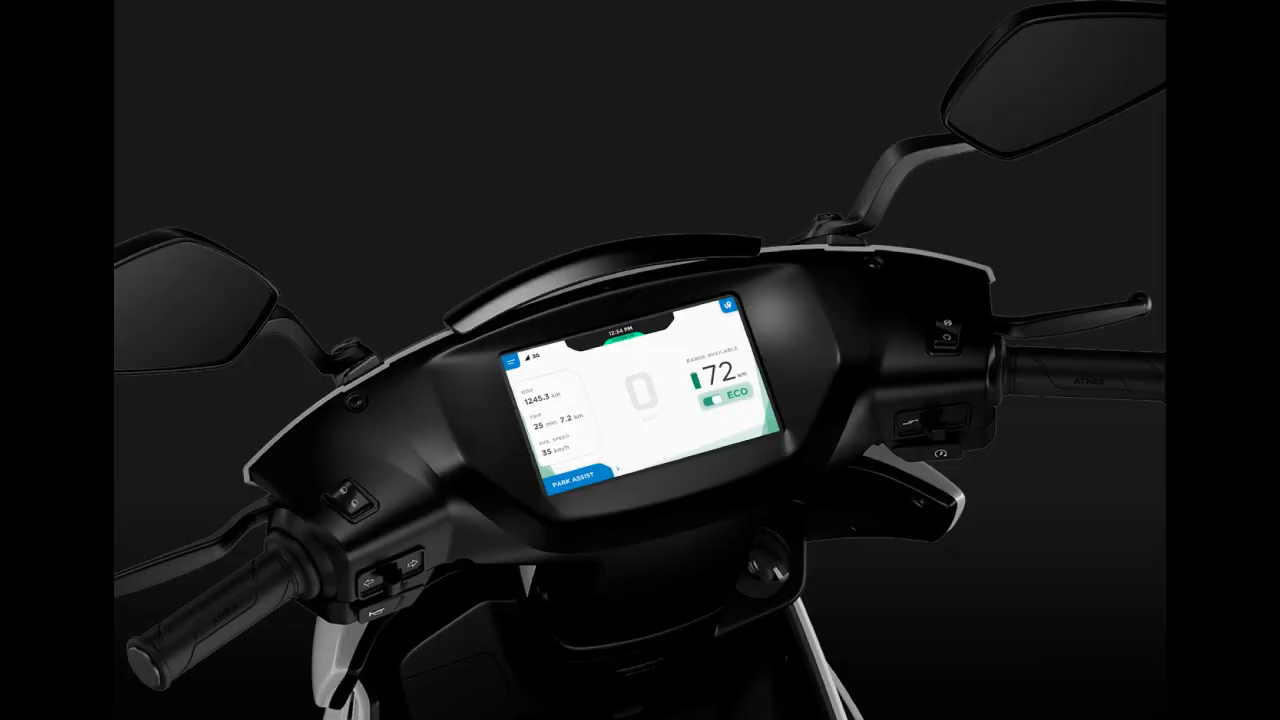 12:34 PM
3G
ODO
1245.3 km
TRIP
25 min 7.2 km
AVG. SPEED
35 km/h
PARK ASSIST
0
RANGE AVAILABLE
72 km
ECO
ATHER
ATHER